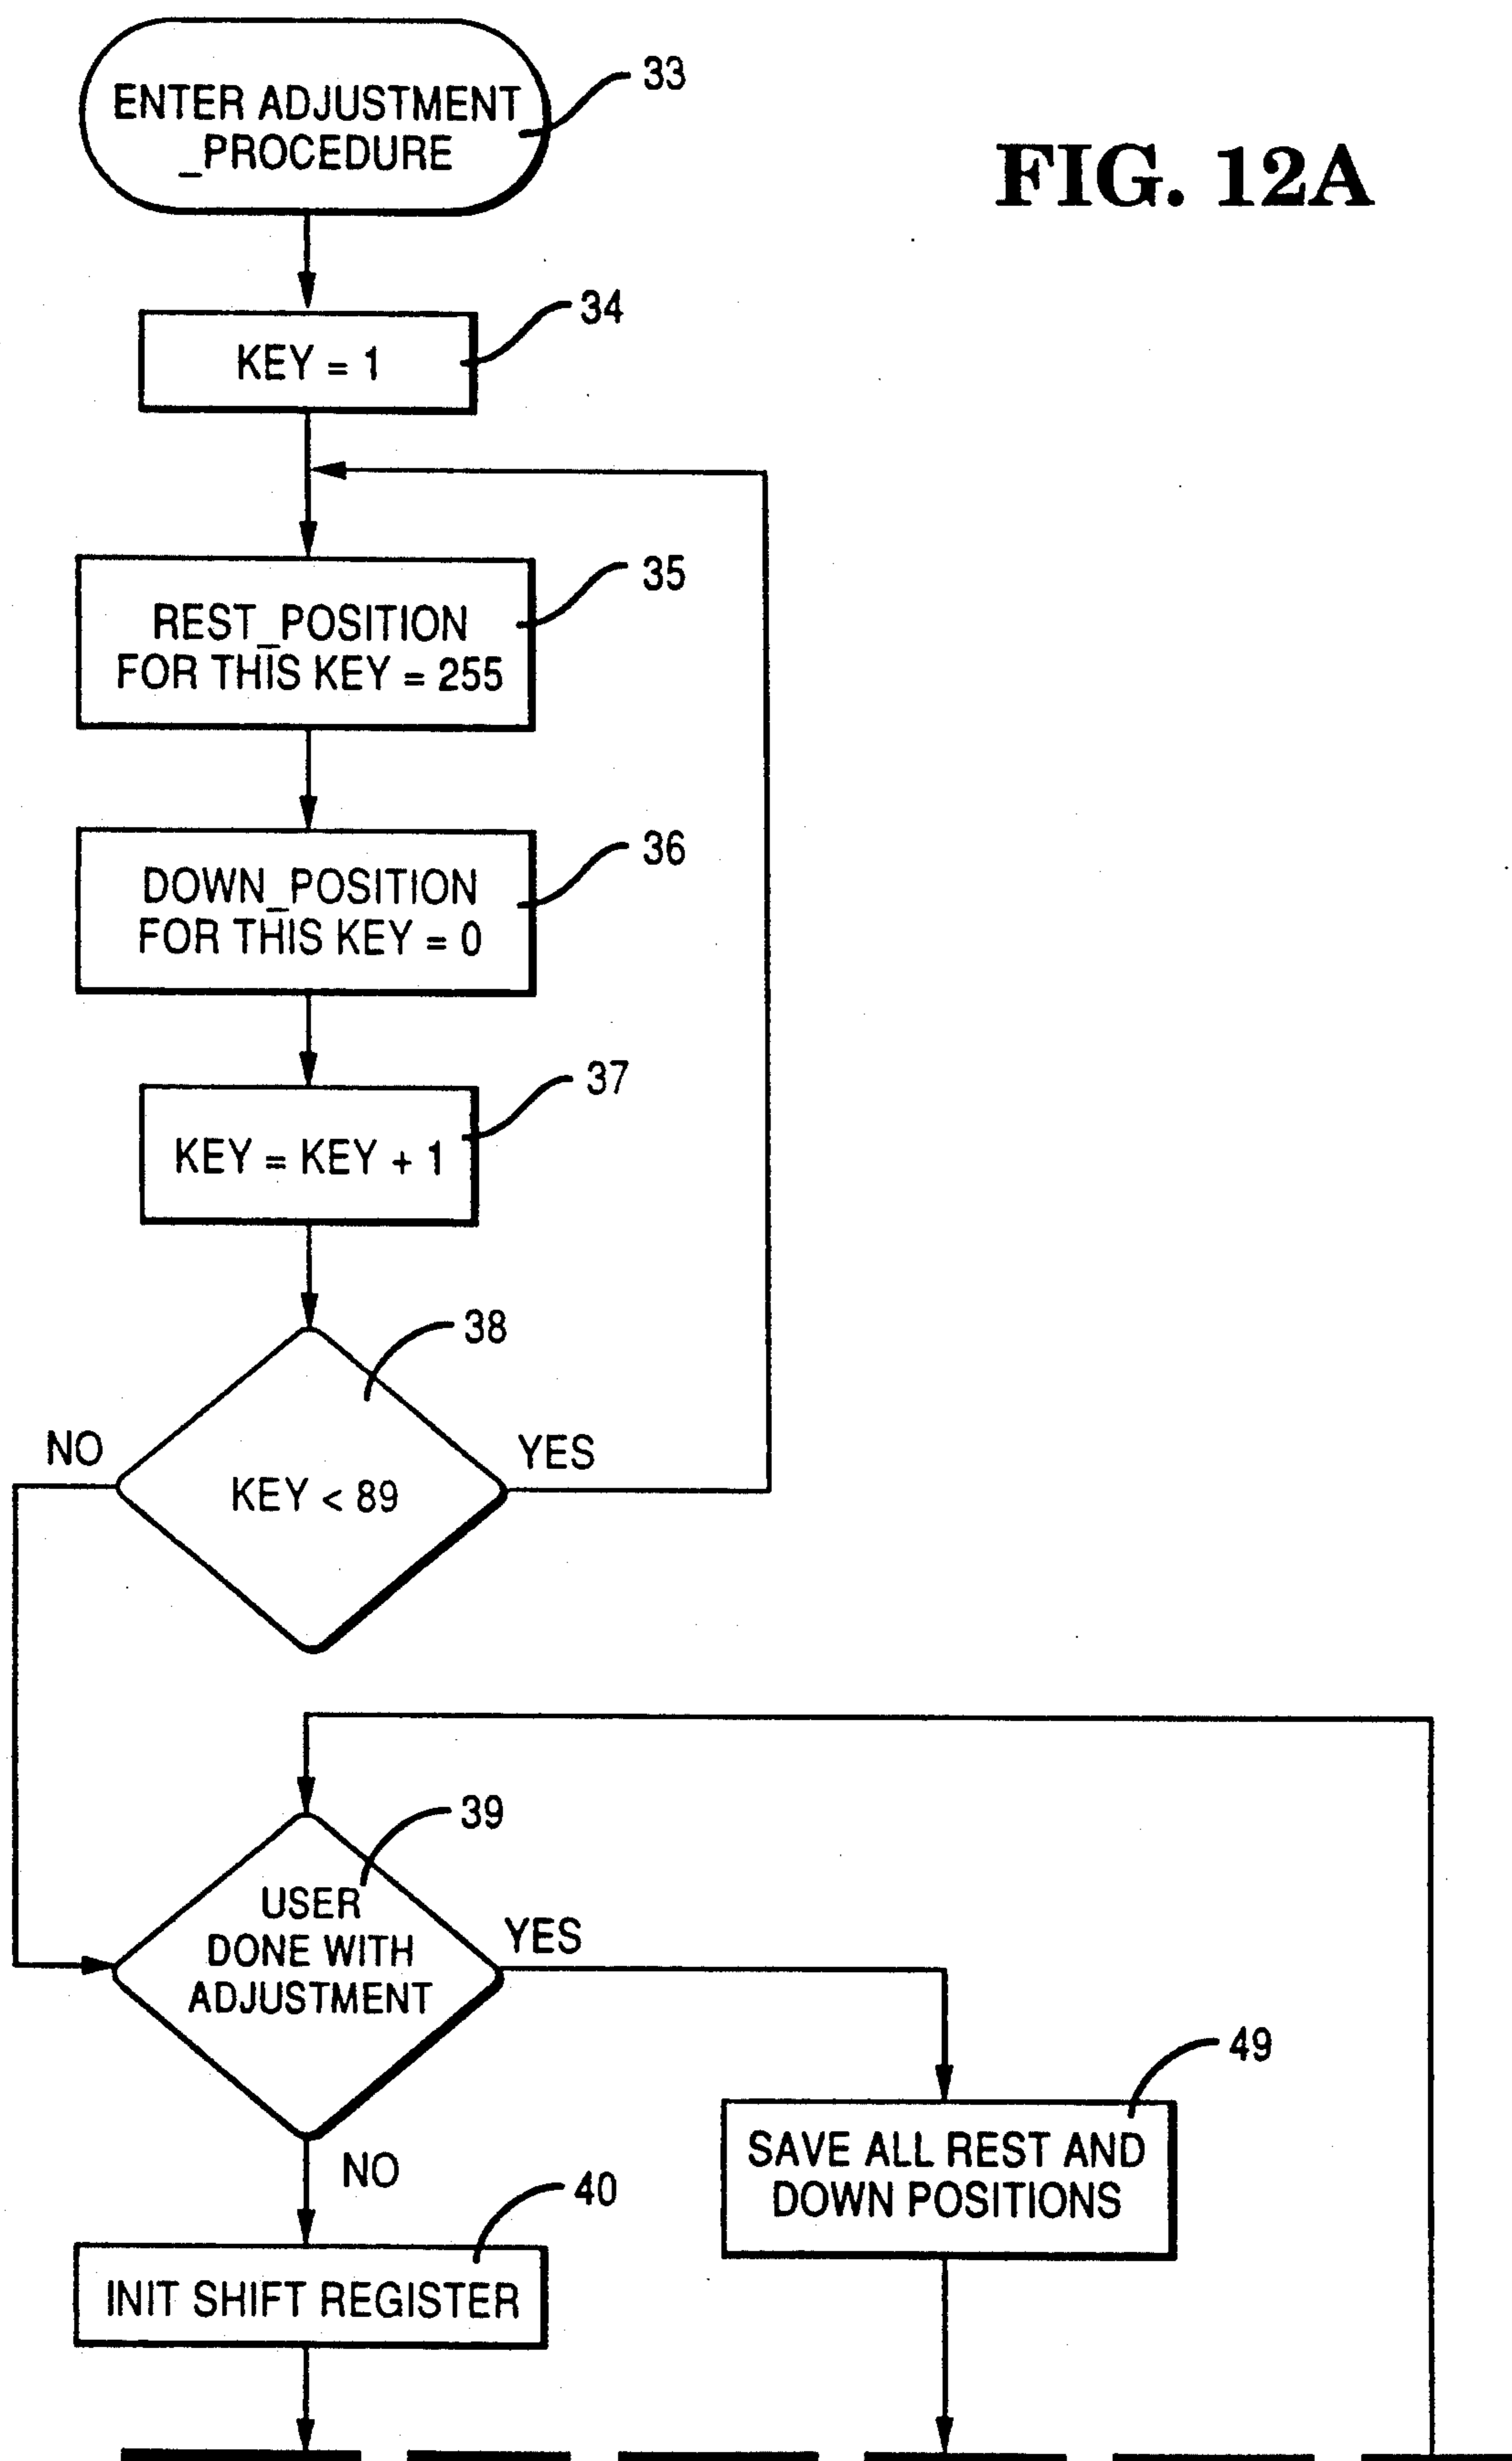 ENTER ADJUSTMENT
_PROCEDURE
33
FIG. 12A
34
KEY = 1
35
REST_POSITION
FOR THIS KEY = 255
36
DOWN_POSITION
FOR THIS KEY = 0
37
KEY = KEY + 1
38
NO
YES
KEY < 89
39
USER
DONE WITH
ADJUSTMENT
YES
49
SAVE ALL REST AND
DOWN POSITIONS
NO
40
INIT SHIFT REGISTER